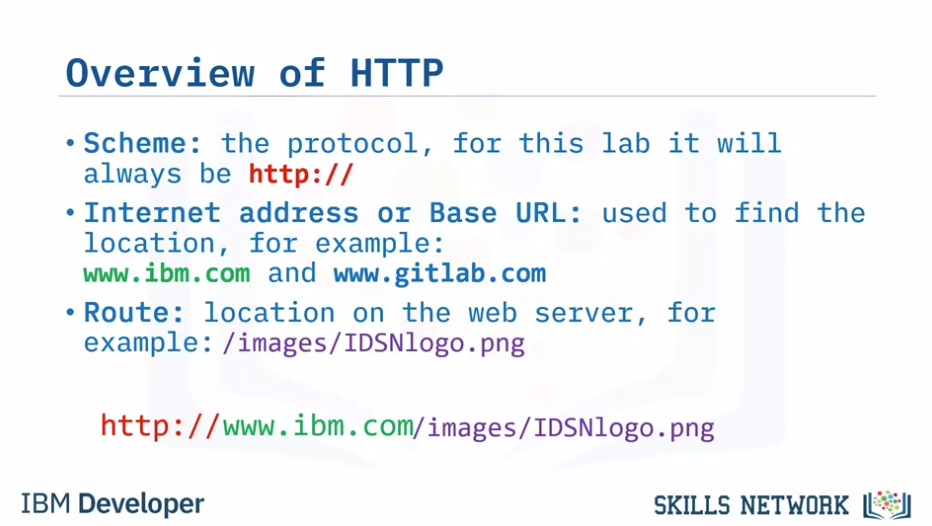 Overview of HTTP
• Scheme: the protocol, for this lab it will
always be http://
• Internet address or Base URL: used to find the
location, for example:
www.ibm.com and www.gitlab.com
• Route: location on the web server, for
example: /images/IDSNlogo.png
http://www.ibm.com/images/IDSNlogo.png
IBM Developer
SKILLS NETWORK